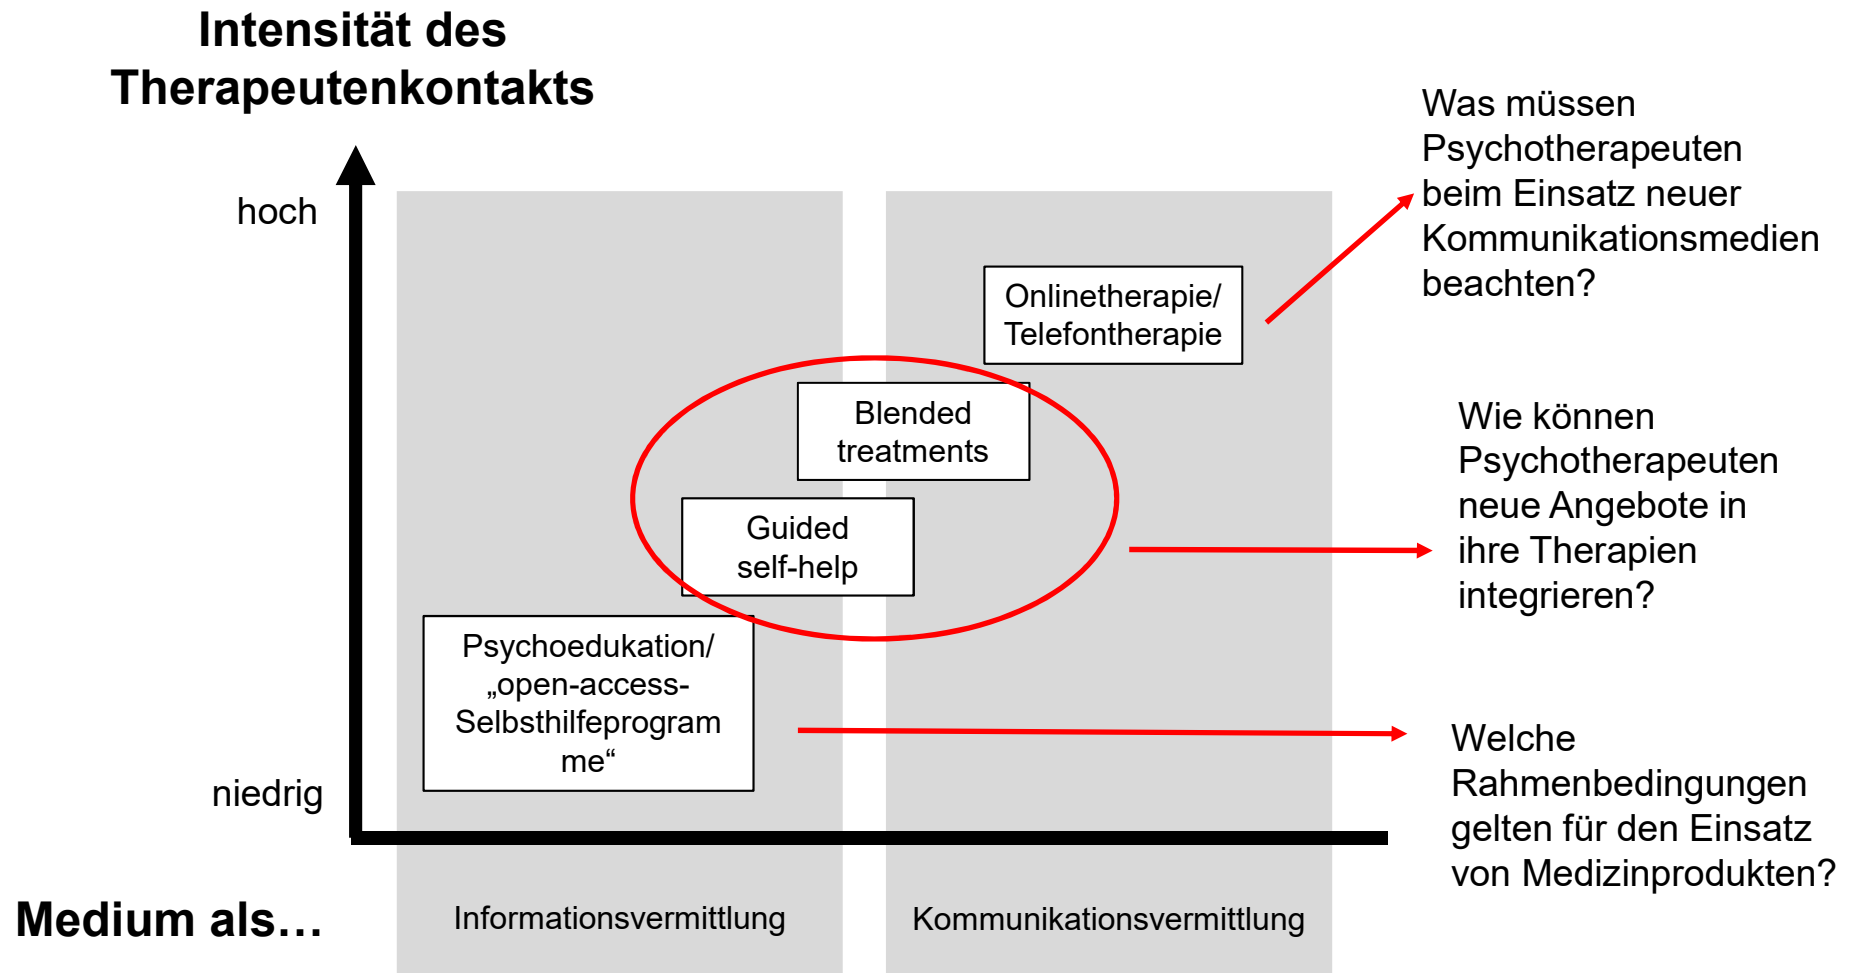 Intensität des
Therapeutenkontakts
hoch
niedrig
Onlinetherapie/
Telefontherapie
Blended
treatments
Guided
self-help
Psychoedukation/
„open-access-
Selbsthilfeprogram
me“
Was müssen
Psychotherapeuten
beim Einsatz neuer
Kommunikationsmedien
beachten?
Wie können
Psychotherapeuten
neue Angebote in
ihre Therapien
integrieren?
Welche
Rahmenbedingungen
gelten für den Einsatz
von Medizinprodukten?
Medium als…
Informationsvermittlung
Kommunikationsvermittlung